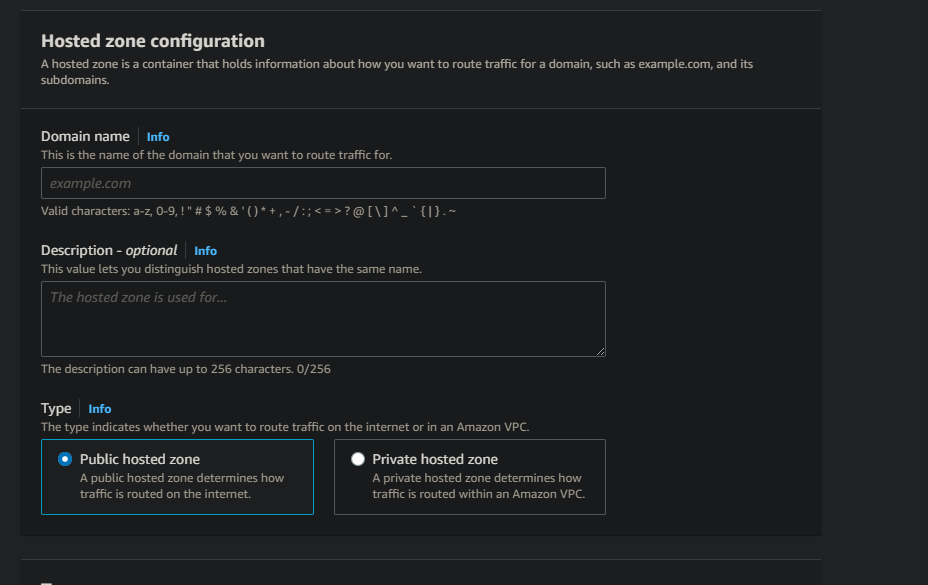 Hosted zone configuration
A hosted zone is a container that holds information about how you want to route traffic for a domain, such as example.com, and its
subdomains.
Domain name Info
This is the name of the domain that you want to route traffic for.
example.com
Valid characters: a-z, 0-9, ! " # $ % & ' ( ) * + , - / : ; < = > ? @ [ \ ] ^ _ ` { | } . ~
Description - optional Info
This value lets you distinguish hosted zones that have the same name.
The hosted zone is used for...
The description can have up to 256 characters. 0/256
Type Info
The type indicates whether you want to route traffic on the internet or in an Amazon VPC.
Public hosted zone
A public hosted zone determines how
traffic is routed on the internet.
Private hosted zone
A private hosted zone determines how
traffic is routed within an Amazon VPC.